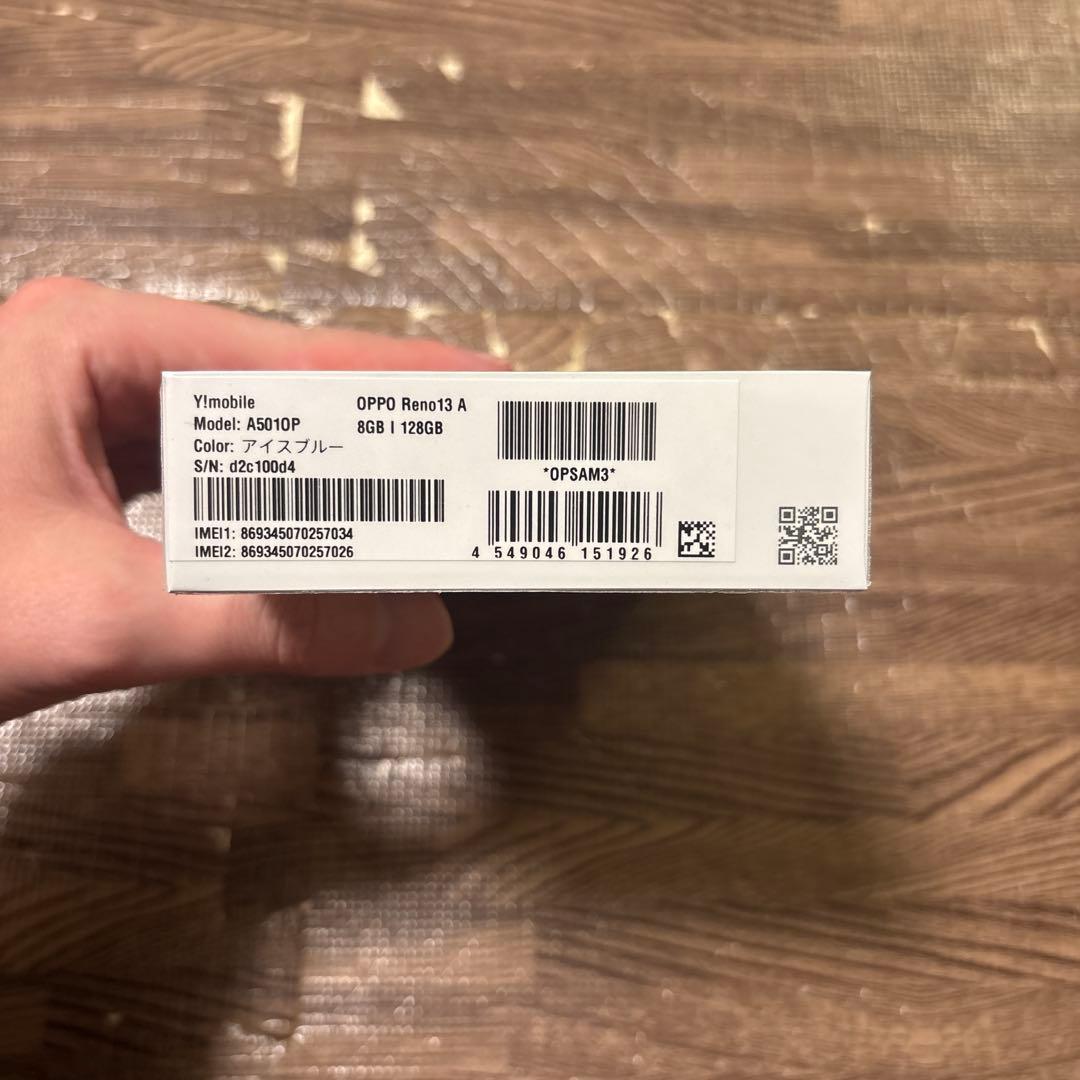 Y!mobile
OPPO Reno13 A
Model: A501OP
8GB | 128GB
Color: アイスブルー
S/N: d2c100d4
*OPSAM3*
IMEI1: 869345070257034
IMEI2: 869345070257026
4 549046 151926